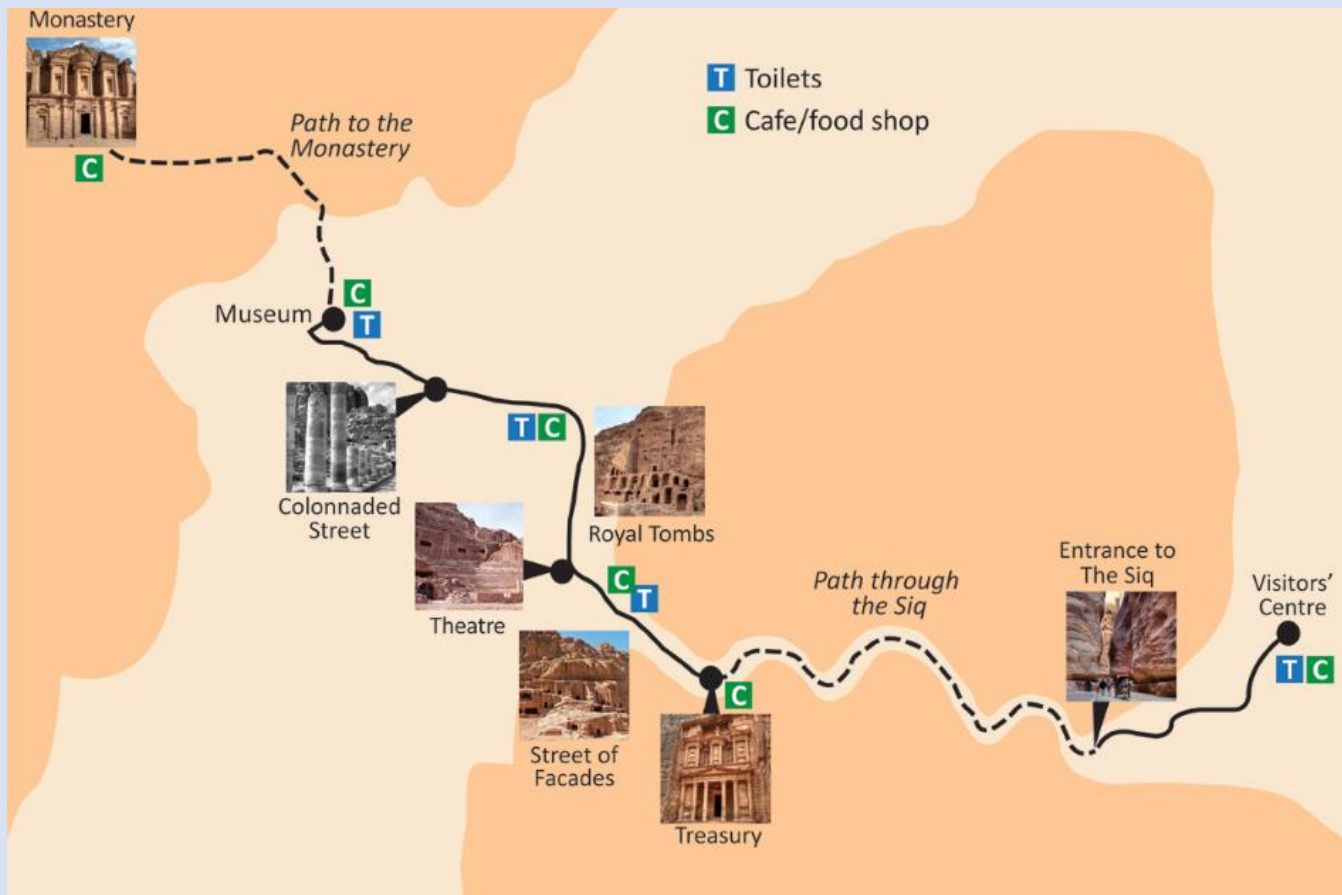 Monastery
C
Path to the
Monastery
T Toilets
C Cafe/food shop
Museum
C
T
Colonnaded
Street
T C
Royal Tombs
Theatre
C
T
Street of
Facades
C
Treasury
Path through
the Siq
Entrance to
The Siq
Visitors'
Centre
T C